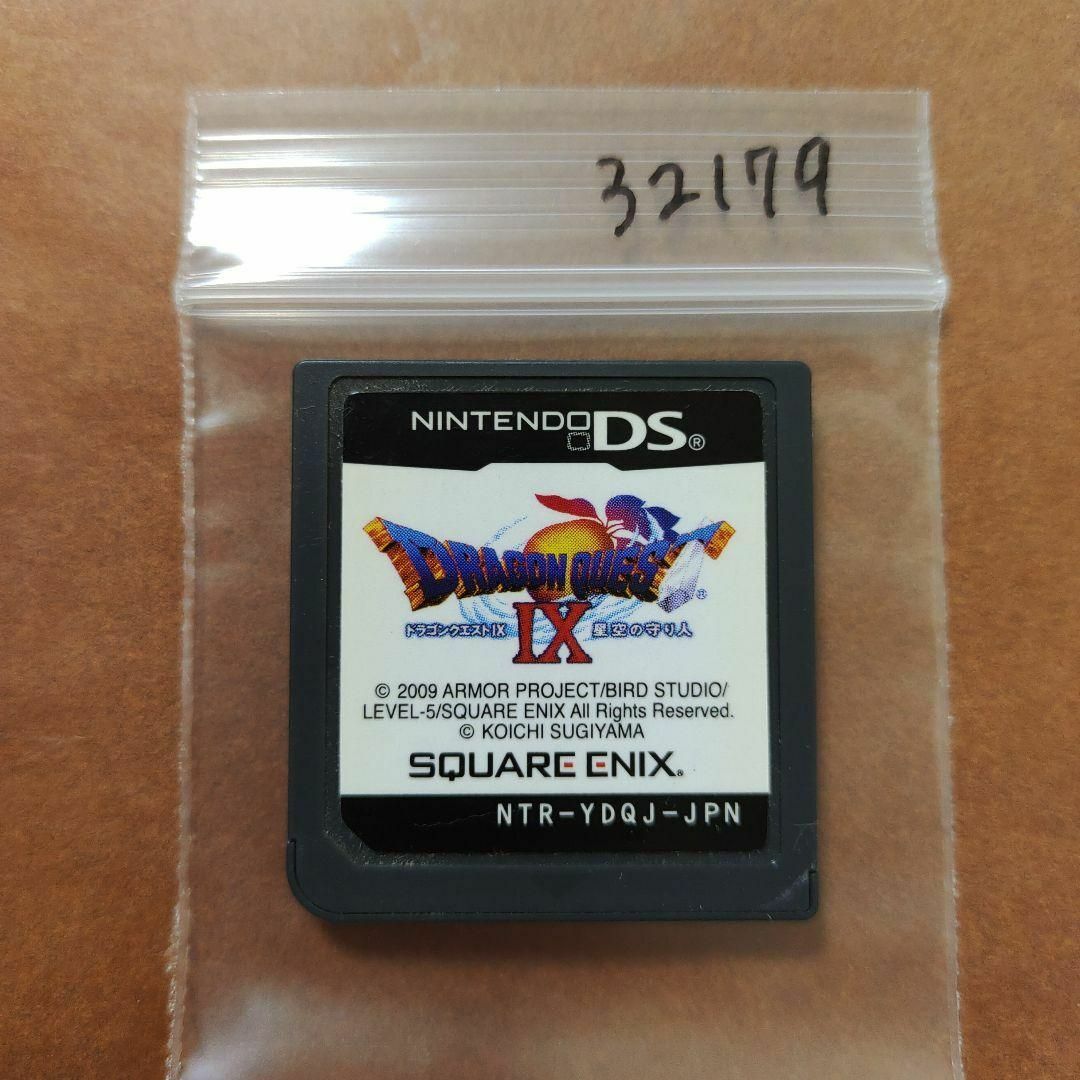 32179
NINTENDO DS®
DRAGON QUEST®
ドラゴンクエストIX IX 星空の守り人
© 2009 ARMOR PROJECT/BIRD STUDIO/
LEVEL-5/SQUARE ENIX All Rights Reserved.
© KOICHI SUGIYAMA
SQUARE ENIX®
NTR-YDQJ-JPN